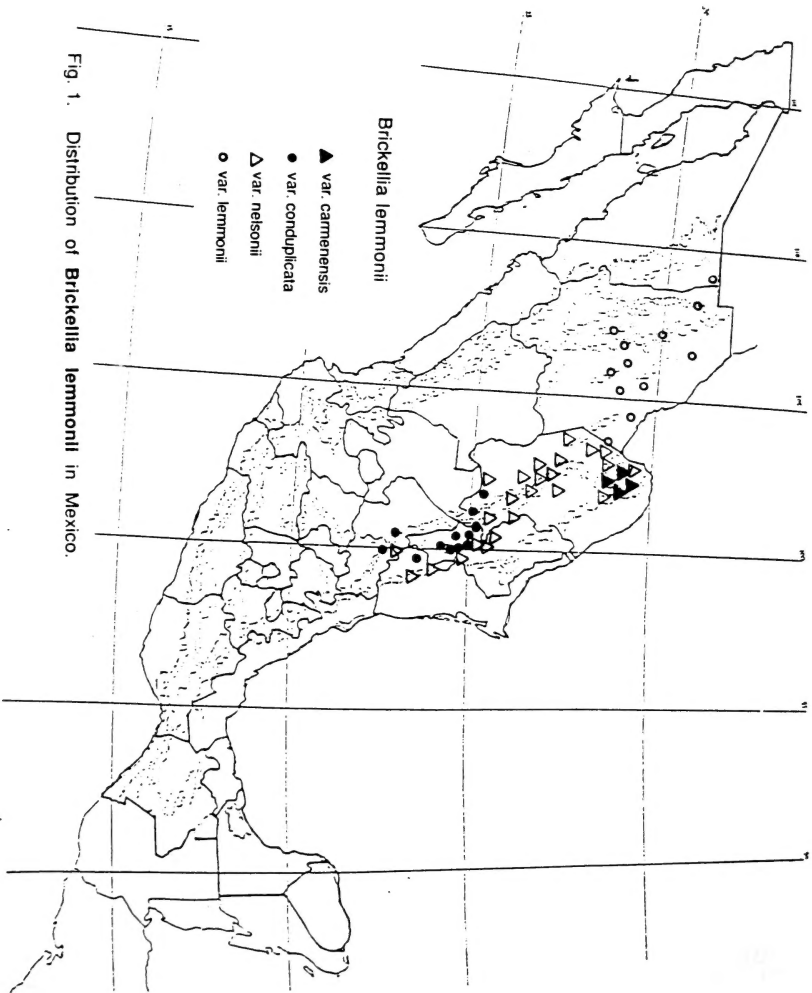 Brickellia lemmonii
▲ var. carmenensis
● var. conduplicata
△ var. nelsonii
○ var. lemmonii
Fig. 1. Distribution of Brickellia lemmonii in Mexico.